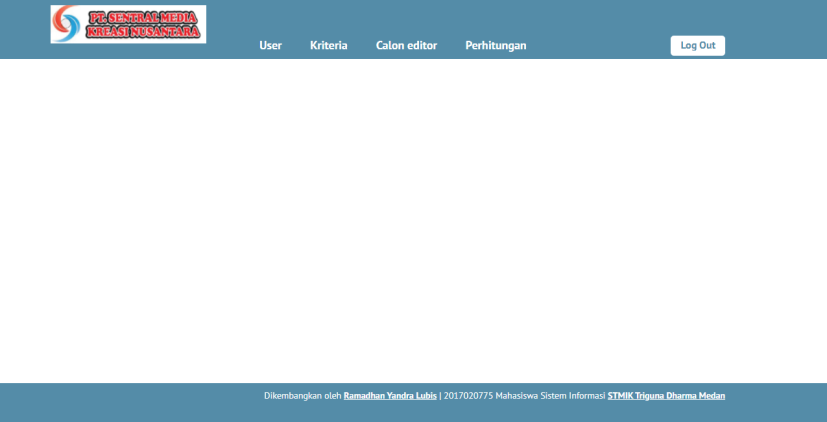 PT. SENTRAL MEDIA
KREASI NUSANTARA
User Kriteria Calon editor Perhitungan Log Out
Dikembangkan oleh Ramadhan Yandra Lubis | 2017020775 Mahasiswa Sistem Informasi STMIK Triguna Dharma Medan